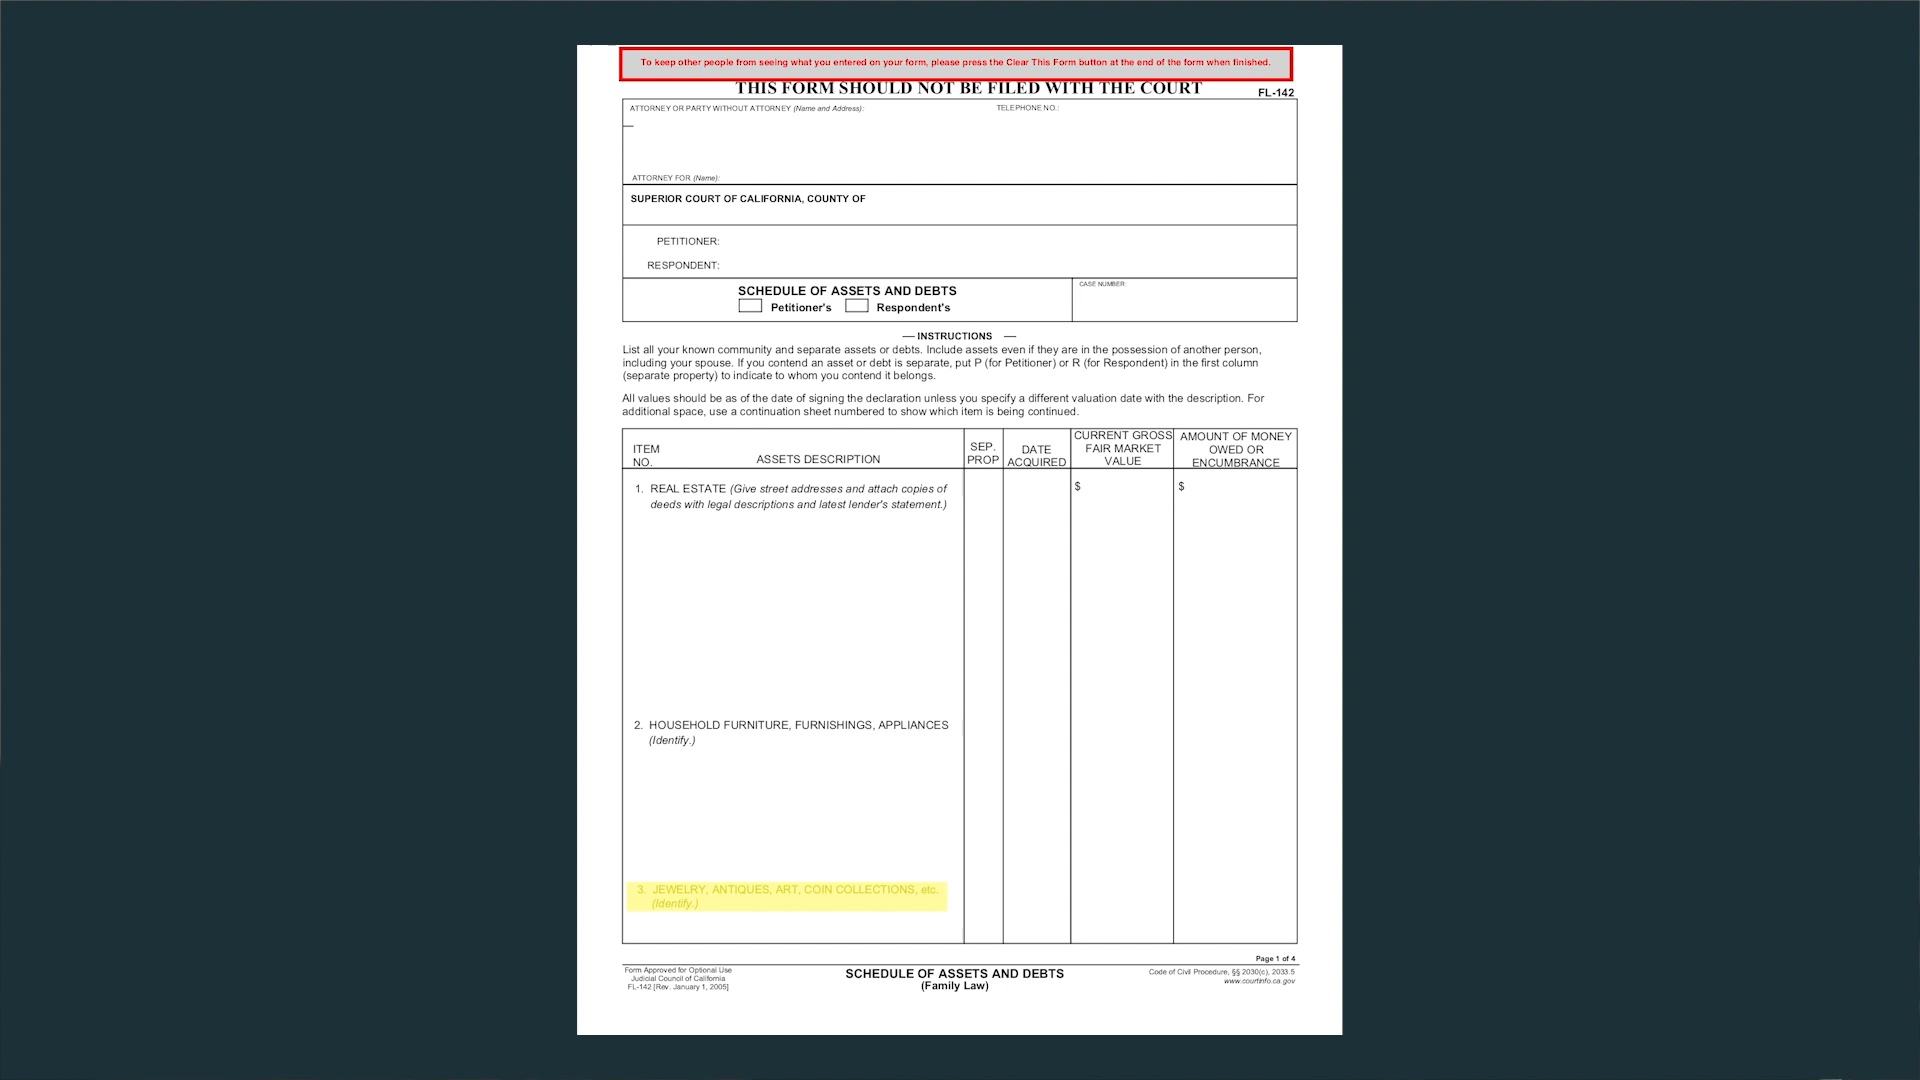 To keep other people from seeing what you entered on your form, please press the Clear This Form button at the end of the form when finished.
THIS FORM SHOULD NOT BE FILED WITH THE COURT
FL-142
ATTORNEY OR PARTY WITHOUT ATTORNEY (Name and Address):
TELEPHONE NO.:
ATTORNEY FOR (Name):
SUPERIOR COURT OF CALIFORNIA, COUNTY OF
PETITIONER:
RESPONDENT:
SCHEDULE OF ASSETS AND DEBTS
Petitioner's Respondent's
CASE NUMBER:
— INSTRUCTIONS —
List all your known community and separate assets or debts. Include assets even if they are in the possession of another person,
including your spouse. If you contend an asset or debt is separate, put P (for Petitioner) or R (for Respondent) in the first column
(separate property) to indicate to whom you contend it belongs.
All values should be as of the date of signing the declaration unless you specify a different valuation date with the description. For
additional space, use a continuation sheet numbered to show which item is being continued.
ITEM
NO.
ASSETS DESCRIPTION
SEP.
PROP
DATE
ACQUIRED
CURRENT GROSS
FAIR MARKET
VALUE
AMOUNT OF MONEY
OWED OR
ENCUMBRANCE
1. REAL ESTATE (Give street addresses and attach copies of
deeds with legal descriptions and latest lender's statement.)
$
$
2. HOUSEHOLD FURNITURE, FURNISHINGS, APPLIANCES
(Identify.)
3. JEWELRY, ANTIQUES, ART, COIN COLLECTIONS, etc.
(Identify.)
Page 1 of 4
Form Approved for Optional Use
Judicial Council of California
FL-142 [Rev. January 1, 2005]
SCHEDULE OF ASSETS AND DEBTS
(Family Law)
Code of Civil Procedure, §§ 2030(c), 2033.5
www.courtinfo.ca.gov